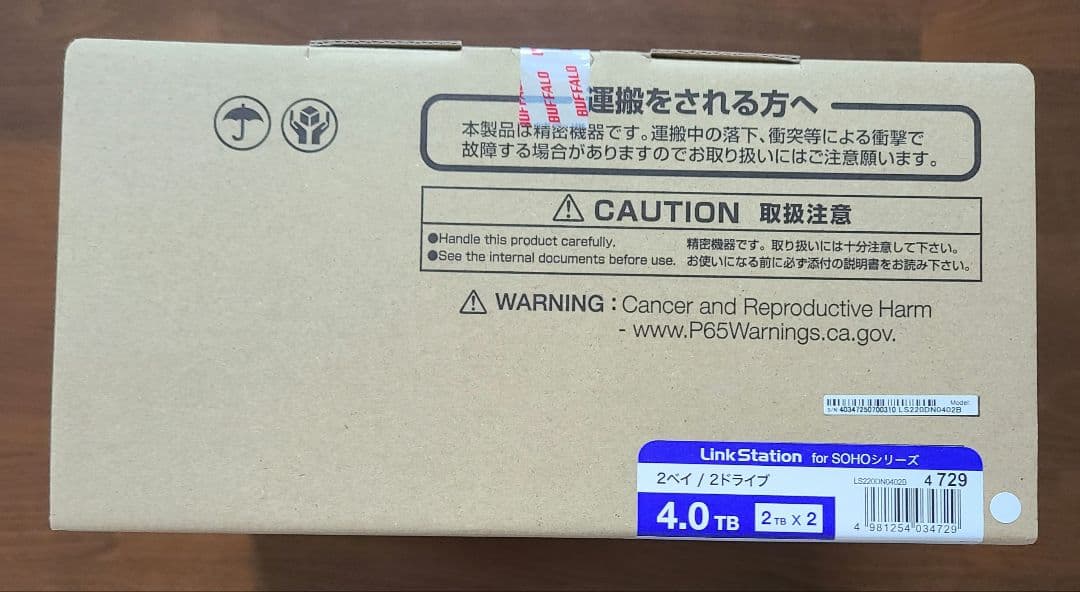 BUFFALO
BUFFALO
運搬をされる方へ
本製品は精密機器です。運搬中の落下、衝突等による衝撃で
故障する場合がありますのでお取り扱いにはご注意願います。
CAUTION 取扱注意
●Handle this product carefully.
●See the internal documents before use.
精密機器です。取り扱いには十分注意して下さい。
お使いになる前に必ず添付の説明書をお読み下さい。
WARNING : Cancer and Reproductive Harm
- www.P65Warnings.ca.gov.
Model:
S/N 40347250700310 LS220DN0402B
LinkStation for SOHOシリーズ
2ベイ / 2ドライブ
LS220DN0402B 4 729
4.0 TB 2TB X 2
4 981254 034729